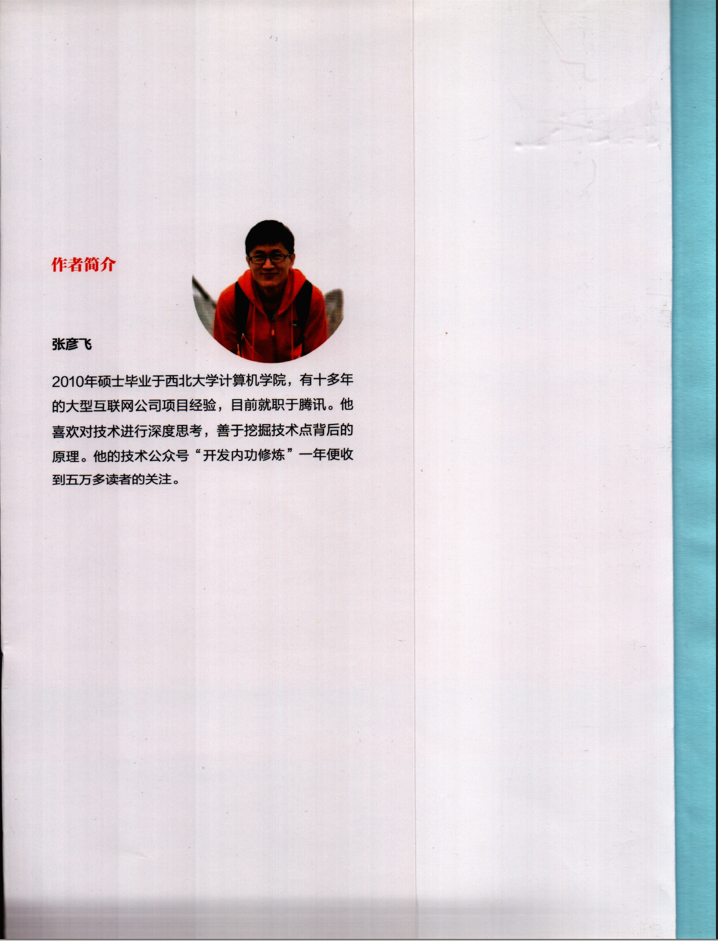 作者简介
张彦飞
2010年硕士毕业于西北大学计算机学院，有十多年
的大型互联网公司项目经验，目前就职于腾讯。他
喜欢对技术进行深度思考，善于挖掘技术点背后的
原理。他的技术公众号“开发内功修炼”一年便收
到五万多读者的关注。